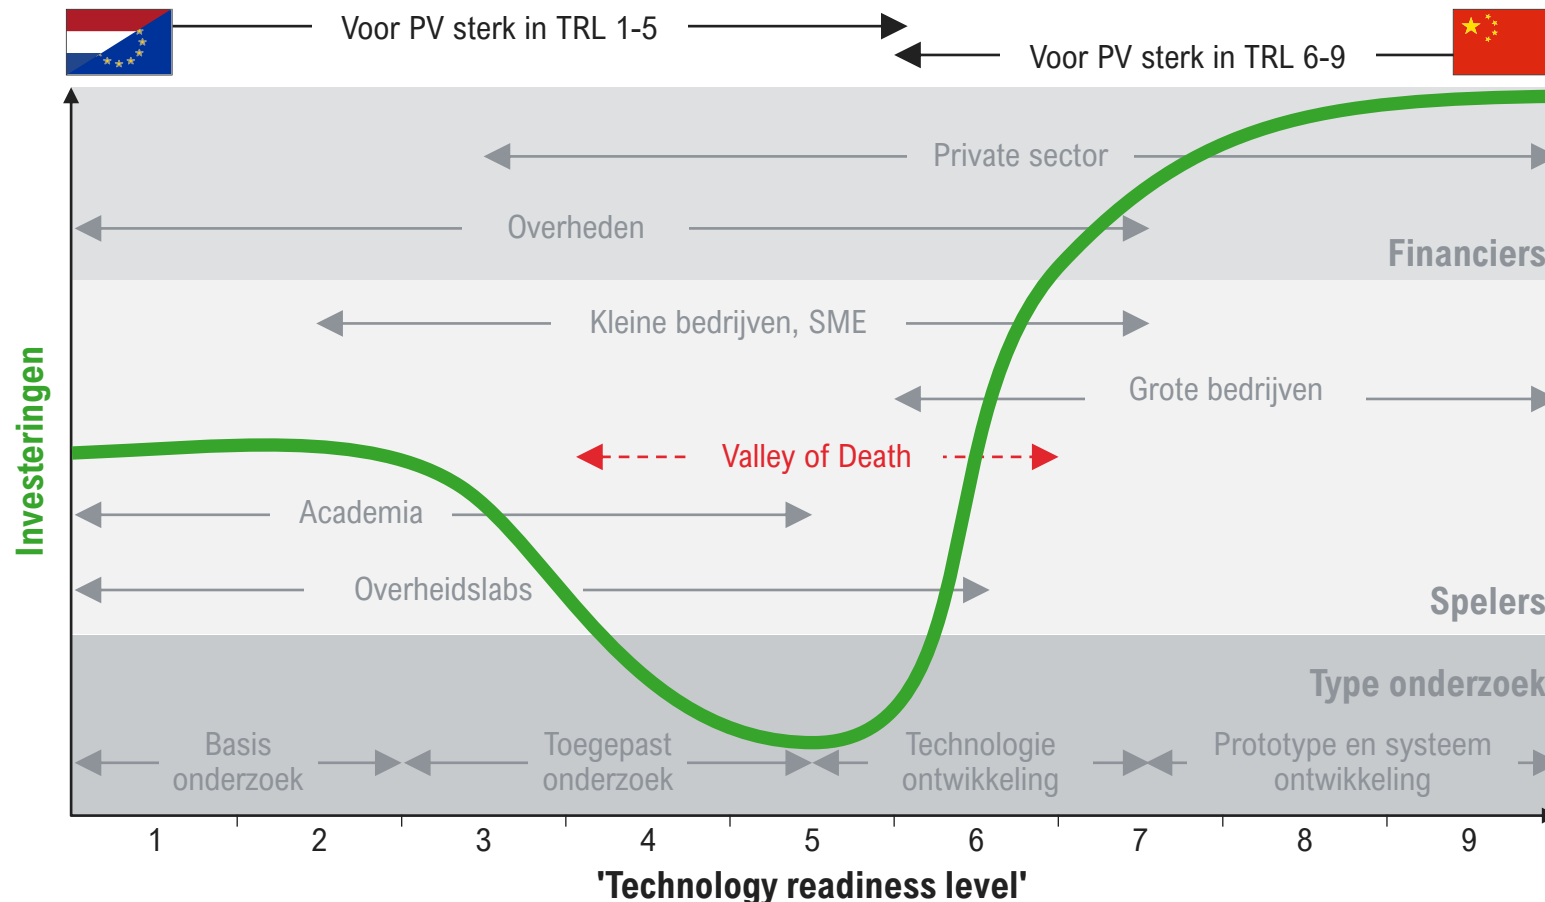 Voor PV sterk in TRL 1-5
Voor PV sterk in TRL 6-9
Private sector
Overheden
Financiers
Kleine bedrijven, SME
Grote bedrijven
Investeringen
Valley of Death
Academia
Overheidslabs
Spelers
Type onderzoek
Basis
onderzoek
Toegepast
onderzoek
Technologie
ontwikkeling
Prototype en systeem
ontwikkeling
1 2 3 4 5 6 7 8 9
'Technology readiness level'